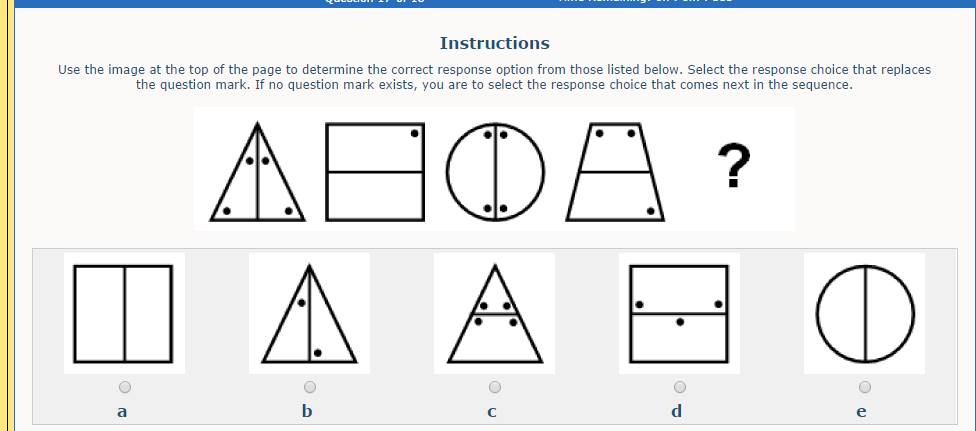 Instructions
Use the image at the top of the page to determine the correct response option from those listed below. Select the response choice that replaces
the question mark. If no question mark exists, you are to select the response choice that comes next in the sequence.
?
a b c d e